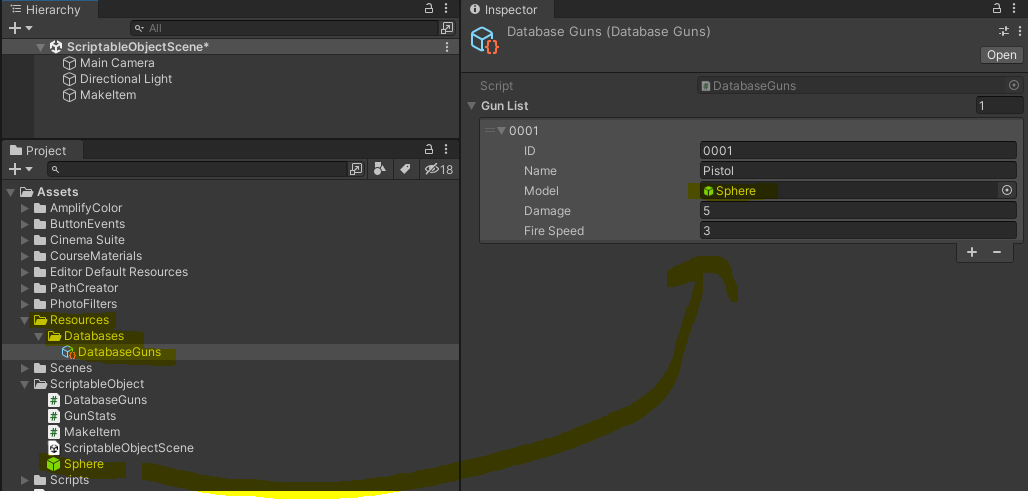 Hierarchy
All
ScriptableObjectScene*
Main Camera
Directional Light
MakeItem
Project
18
Assets
AmplifyColor
ButtonEvents
Cinema Suite
CourseMaterials
Editor Default Resources
PathCreator
PhotoFilters
Resources
Databases
DatabaseGuns
Scenes
ScriptableObject
DatabaseGuns
GunStats
MakeItem
ScriptableObjectScene
Sphere
Scripts
Inspector
Database Guns (Database Guns)
Open
Script DatabaseGuns
Gun List 1
0001
ID 0001
Name Pistol
Model Sphere
Damage 5
Fire Speed 3